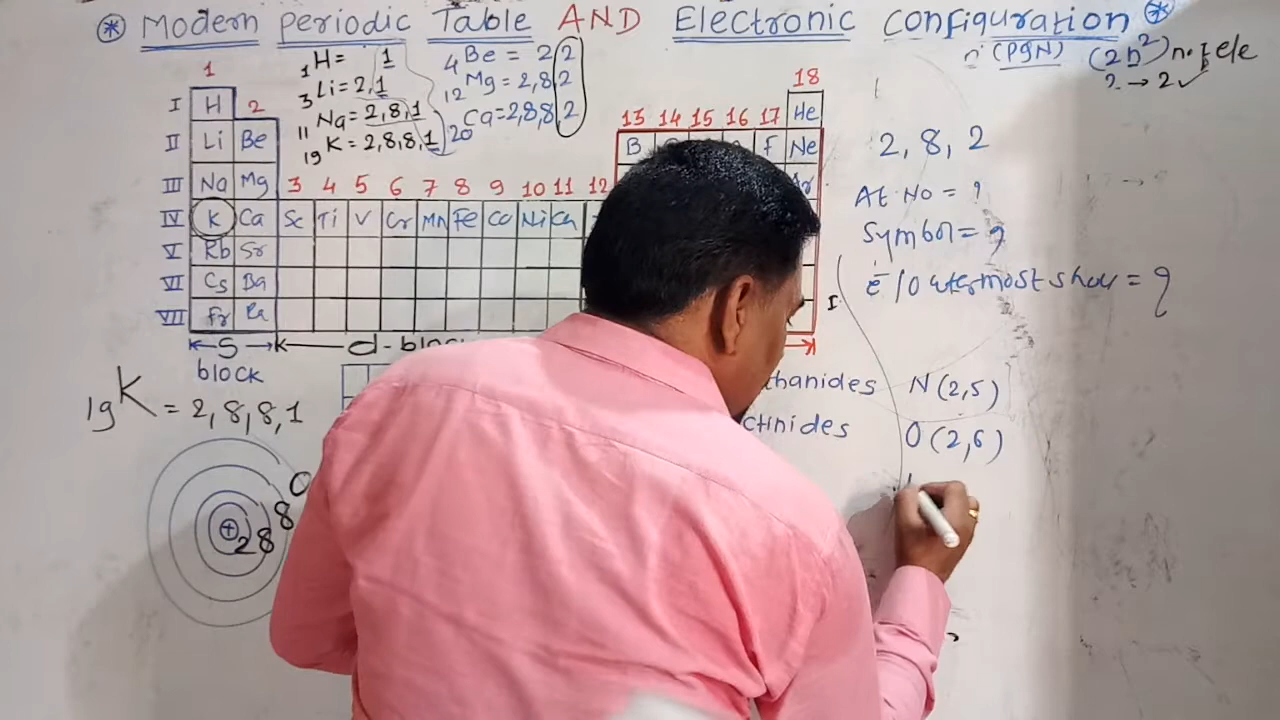 * Modern periodic Table AND Electronic configuration *
(2n²) no. of ele
2 → 2 ✓
1
18
I H 2
II Li Be
III Na Mg 3 4 5 6 7 8 9 10 11 12
IV K Ca Sc Ti V Cr Mn Fe Co Ni
V Rb Sr
VI Cs Ba
VII Fr Ra
13 14 15 16 17 He
B F Ne
1H = 1
3Li = 2,1
11Na = 2,8,1
19K = 2,8,8,1
4Be = 2 2
12Mg = 2,8,2
20Ca = 2,8,8,2
2, 8, 2
At No = ?
Symbol = ?
S
block
19K = 2,8,8,1
+ 2 8 8
N (2,5)
O (2,6)